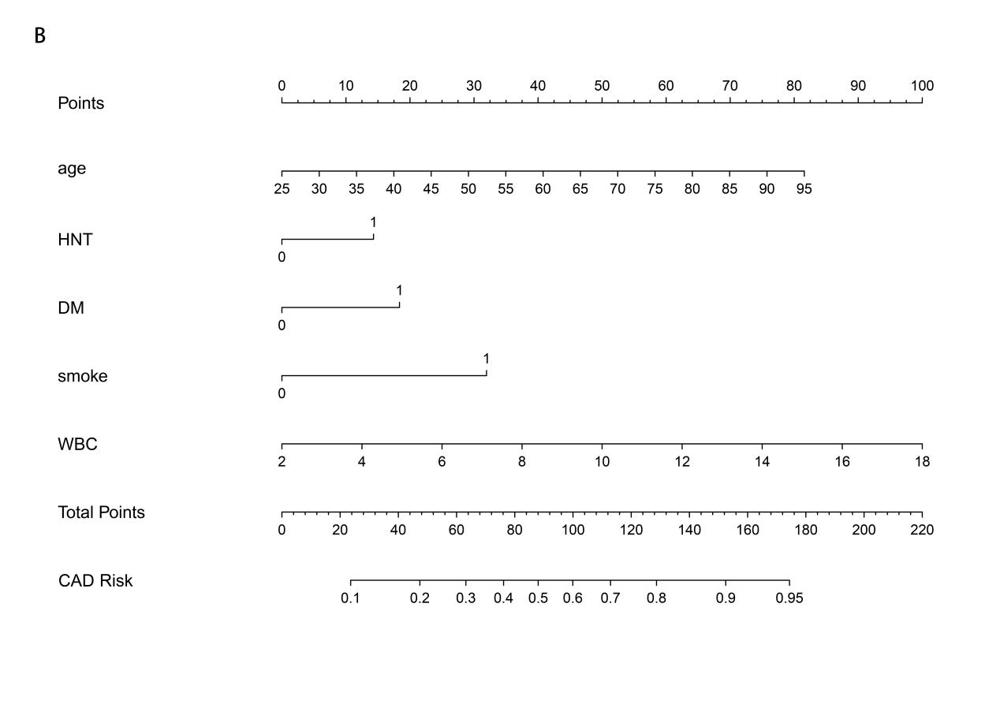 B
0 10 20 30 40 50 60 70 80 90 100
Points
age
25 30 35 40 45 50 55 60 65 70 75 80 85 90 95
1
HNT
0
1
DM
0
1
smoke
0
WBC
2 4 6 8 10 12 14 16 18
Total Points
0 20 40 60 80 100 120 140 160 180 200 220
CAD Risk
0.1 0.2 0.3 0.4 0.5 0.6 0.7 0.8 0.9 0.95